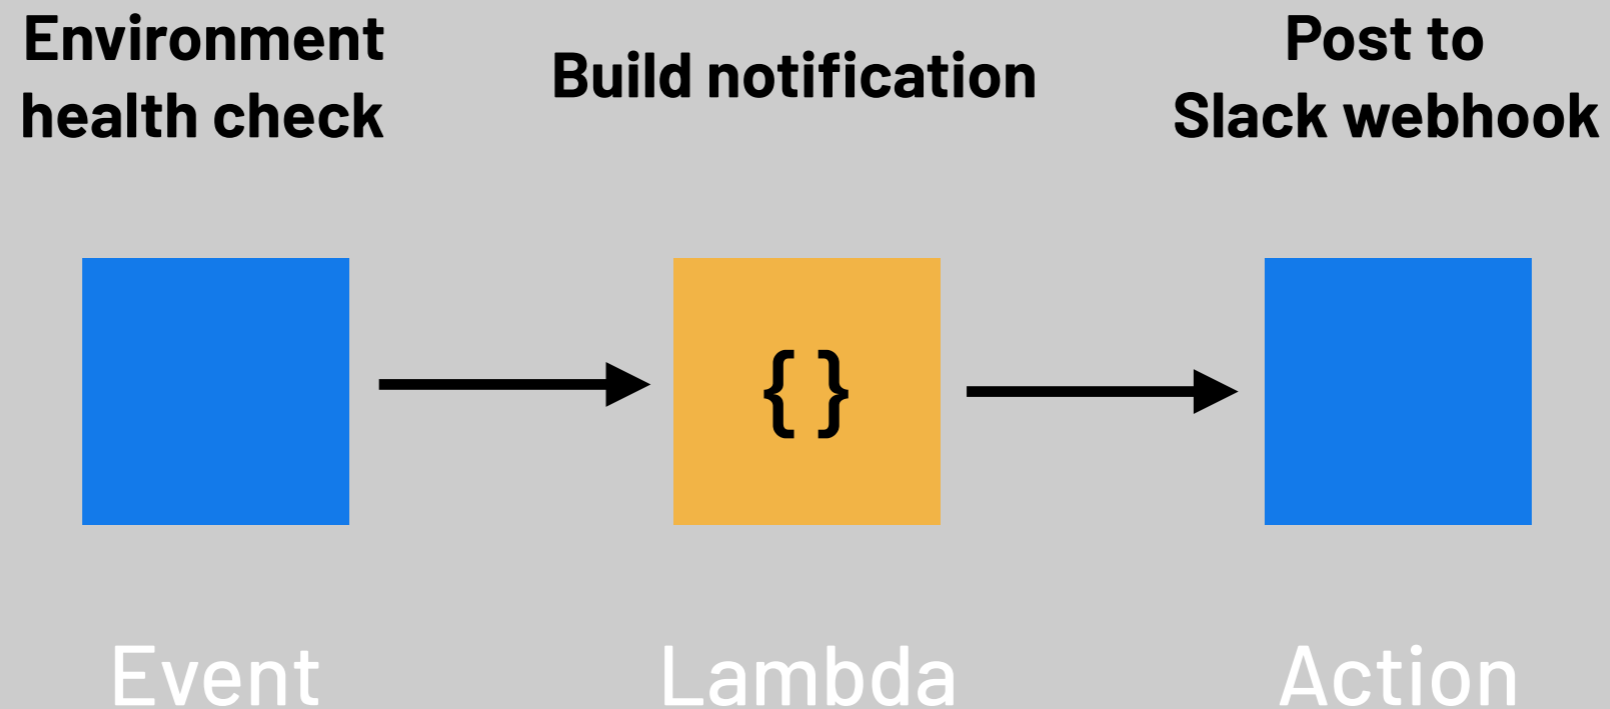 Environment
health check
Build notification
Post to
Slack webhook
{ }
Event
Lambda
Action